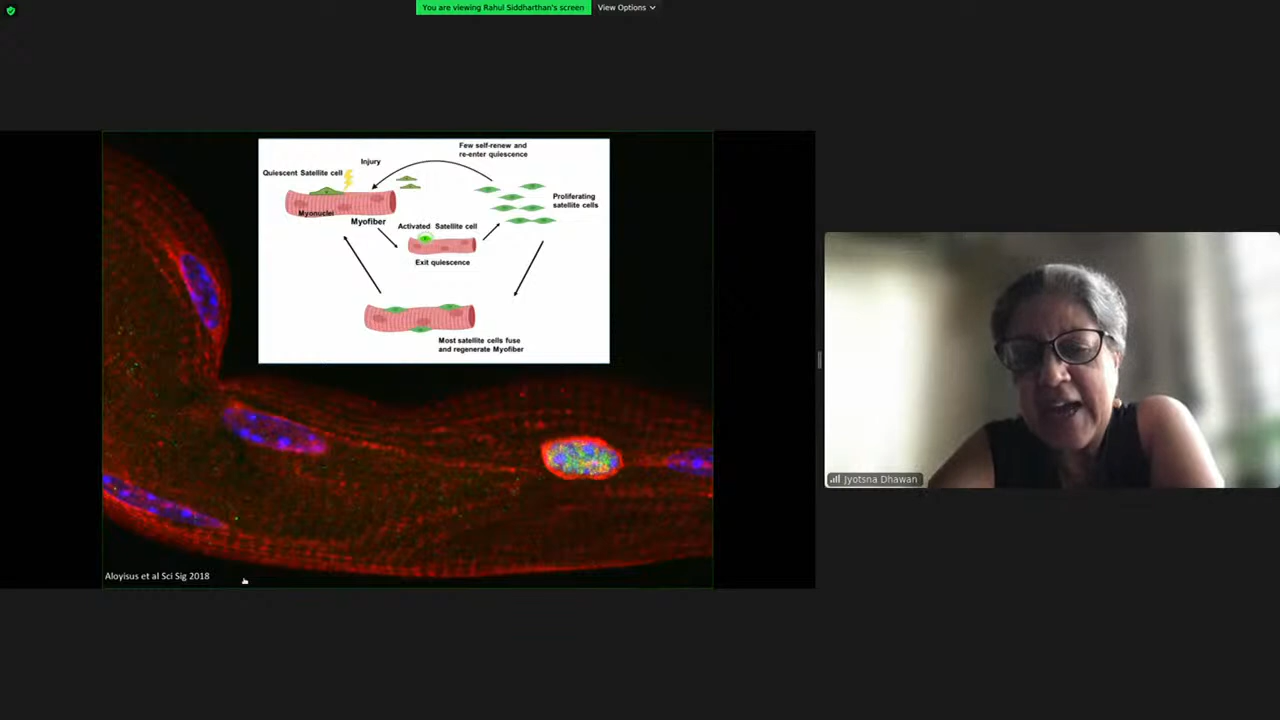 You are viewing Rahul Siddharthan's screen
View Options
Few self-renew and
re-enter quiescence
Injury
Quiescent Satellite cell
Proliferating
satellite cells
Myonuclei
Myofiber
Activated Satellite cell
Exit quiescence
Most satellite cells fuse
and regenerate Myofiber
Jyotsna Dhawan
Aloyisus et al Sci Sig 2018